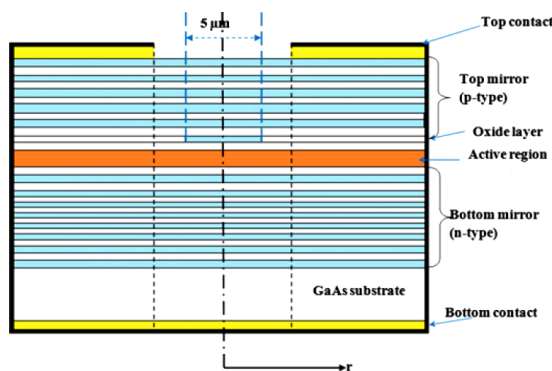 5 µm
Top contact
Top mirror
(p-type)
Oxide layer
Active region
Bottom mirror
(n-type)
GaAs substrate
Bottom contact
r